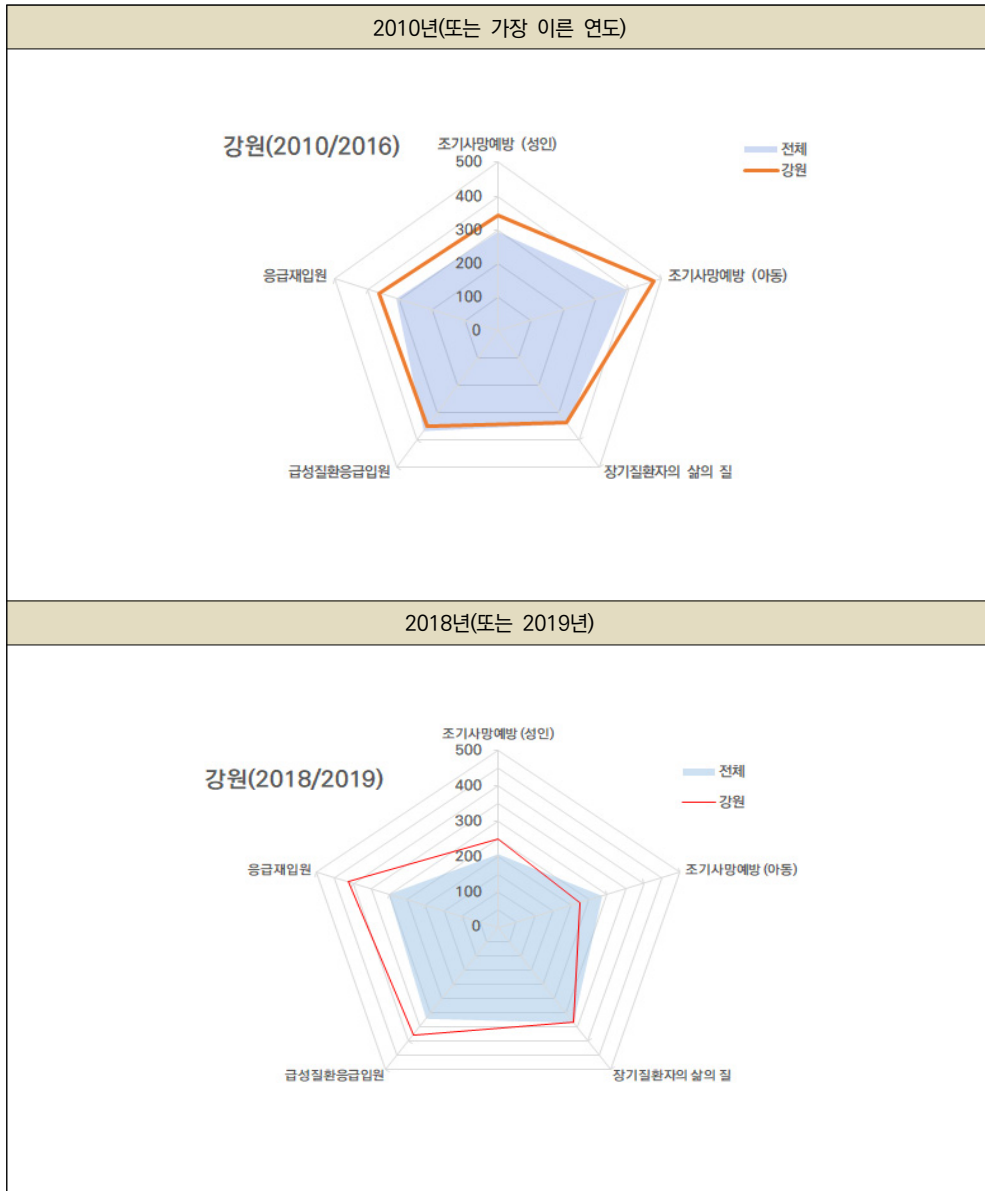 2010년(또는 가장 이른 연도)
강원(2010/2016)
조기사망예방 (성인)
전체
강원
500
400
300
200
100
0
응급재입원
조기사망예방 (아동)
급성질환응급입원
장기질환자의 삶의 질
2018년(또는 2019년)
조기사망예방 (성인)
강원(2018/2019)
전체
강원
500
400
300
200
100
0
응급재입원
조기사망예방 (아동)
급성질환응급입원
장기질환자의 삶의 질